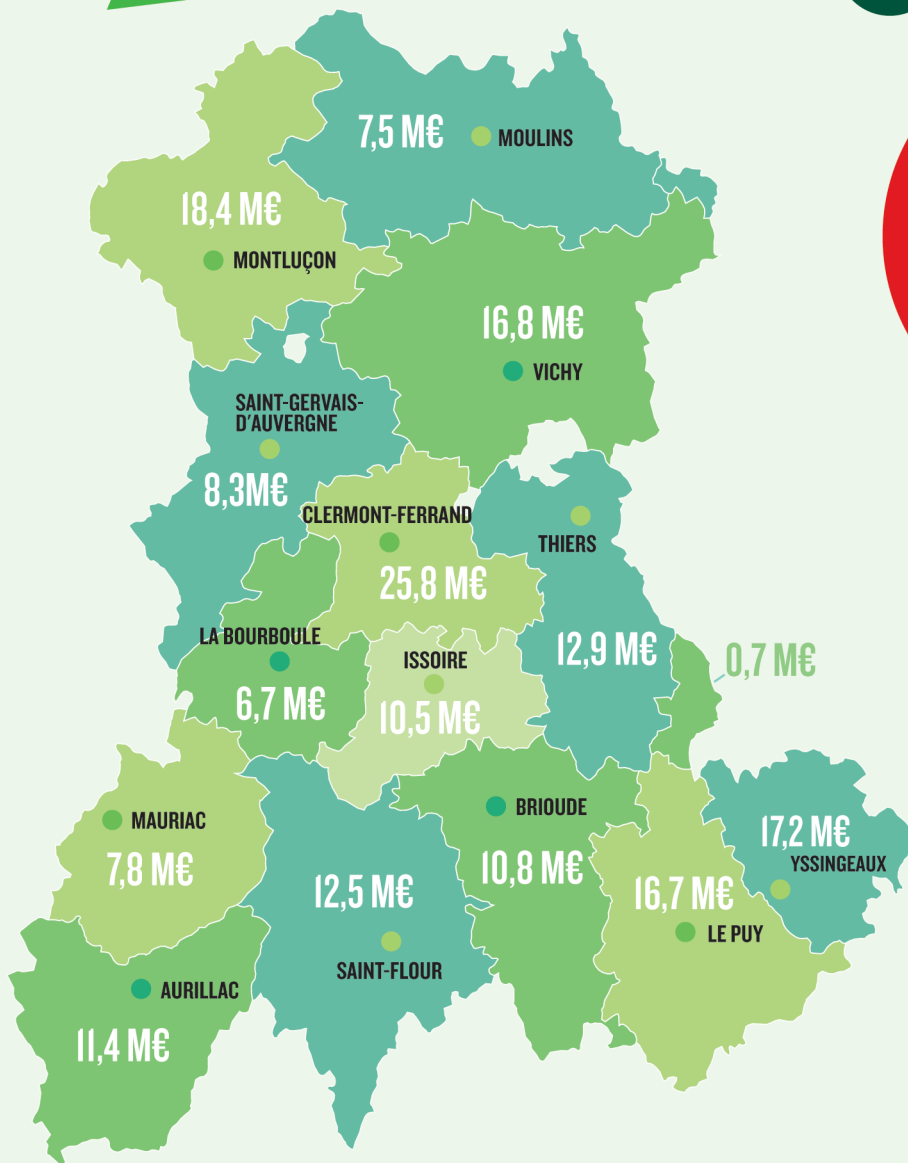 7,5 M€
MOULINS
18,4 M€
MONTLUÇON
16,8 M€
VICHY
SAINT-GERVAIS-
D'AUVERGNE
8,3M€
CLERMONT-FERRAND
25,8 M€
THIERS
12,9 M€
LA BOURBOULE
6,7 M€
ISSOIRE
10,5 M€
0,7 M€
MAURIAC
7,8 M€
BRIOUDE
10,8 M€
17,2 M€
YSSINGEAUX
12,5 M€
SAINT-FLOUR
16,7 M€
LE PUY
AURILLAC
11,4 M€